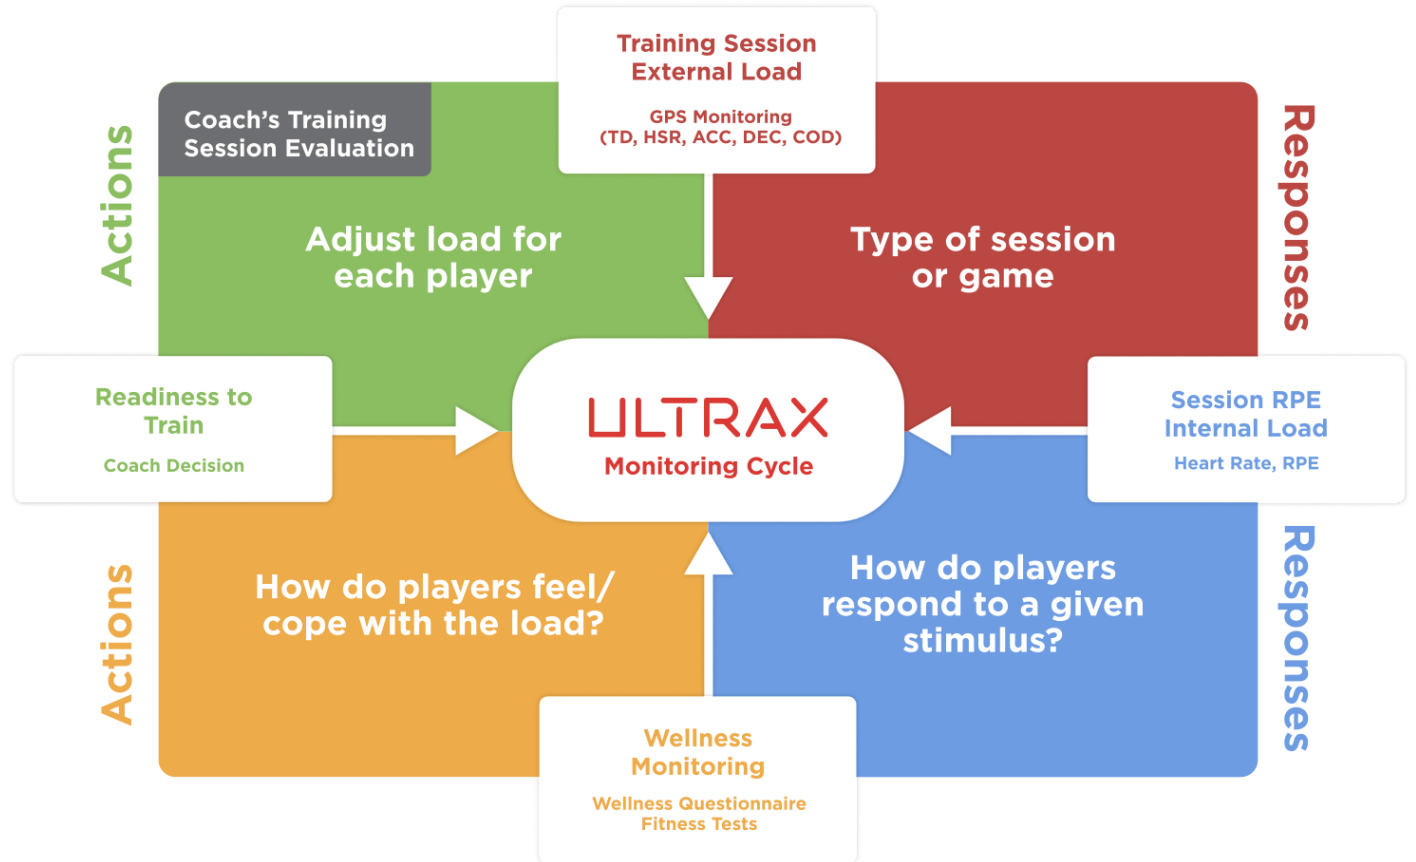 Training Session
External Load
GPS Monitoring
(TD, HSR, ACC, DEC, COD)
Coach’s Training
Session Evaluation
Actions
Responses
Adjust load for
each player
Type of session
or game
Readiness to
Train
Coach Decision
ULTRAX
Monitoring Cycle
Session RPE
Internal Load
Heart Rate, RPE
Actions
Responses
How do players feel/
cope with the load?
How do players
respond to a given
stimulus?
Wellness
Monitoring
Wellness Questionnaire
Fitness Tests